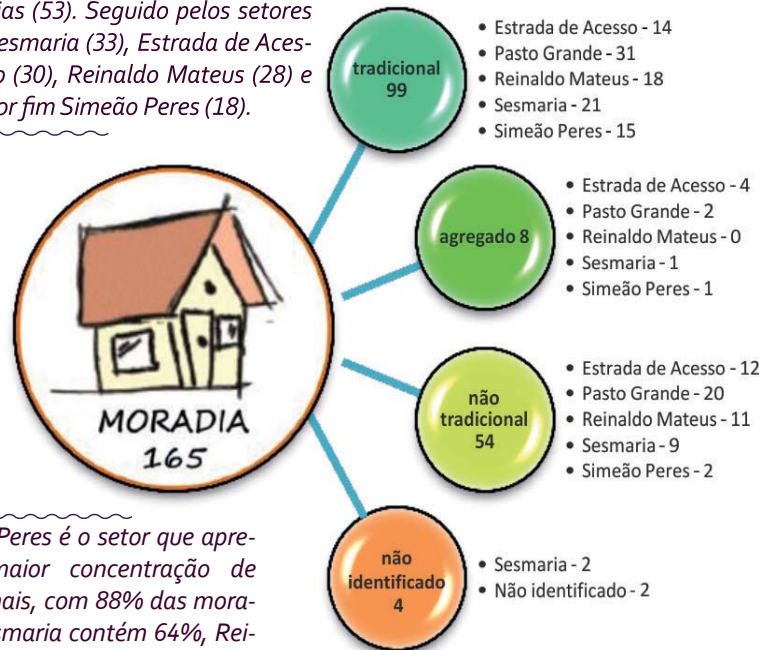 ias (53). Seguido pelos setores
esmaria (33), Estrada de Aces-
o (30), Reinaldo Mateus (28) e
or fim Simeão Peres (18).
tradicional
99
• Estrada de Acesso - 14
• Pasto Grande - 31
• Reinaldo Mateus - 18
• Sesmaria - 21
• Simeão Peres - 15
agregado 8
• Estrada de Acesso - 4
• Pasto Grande - 2
• Reinaldo Mateus - 0
• Sesmaria - 1
• Simeão Peres - 1
MORADIA
165
não
tradicional
54
• Estrada de Acesso - 12
• Pasto Grande - 20
• Reinaldo Mateus - 11
• Sesmaria - 9
• Simeão Peres - 2
Peres é o setor que apre-
maior concentração de
nais, com 88% das mora-
smaria contém 64%, Rei-
não
identificado
4
• Sesmaria - 2
• Não identificado - 2